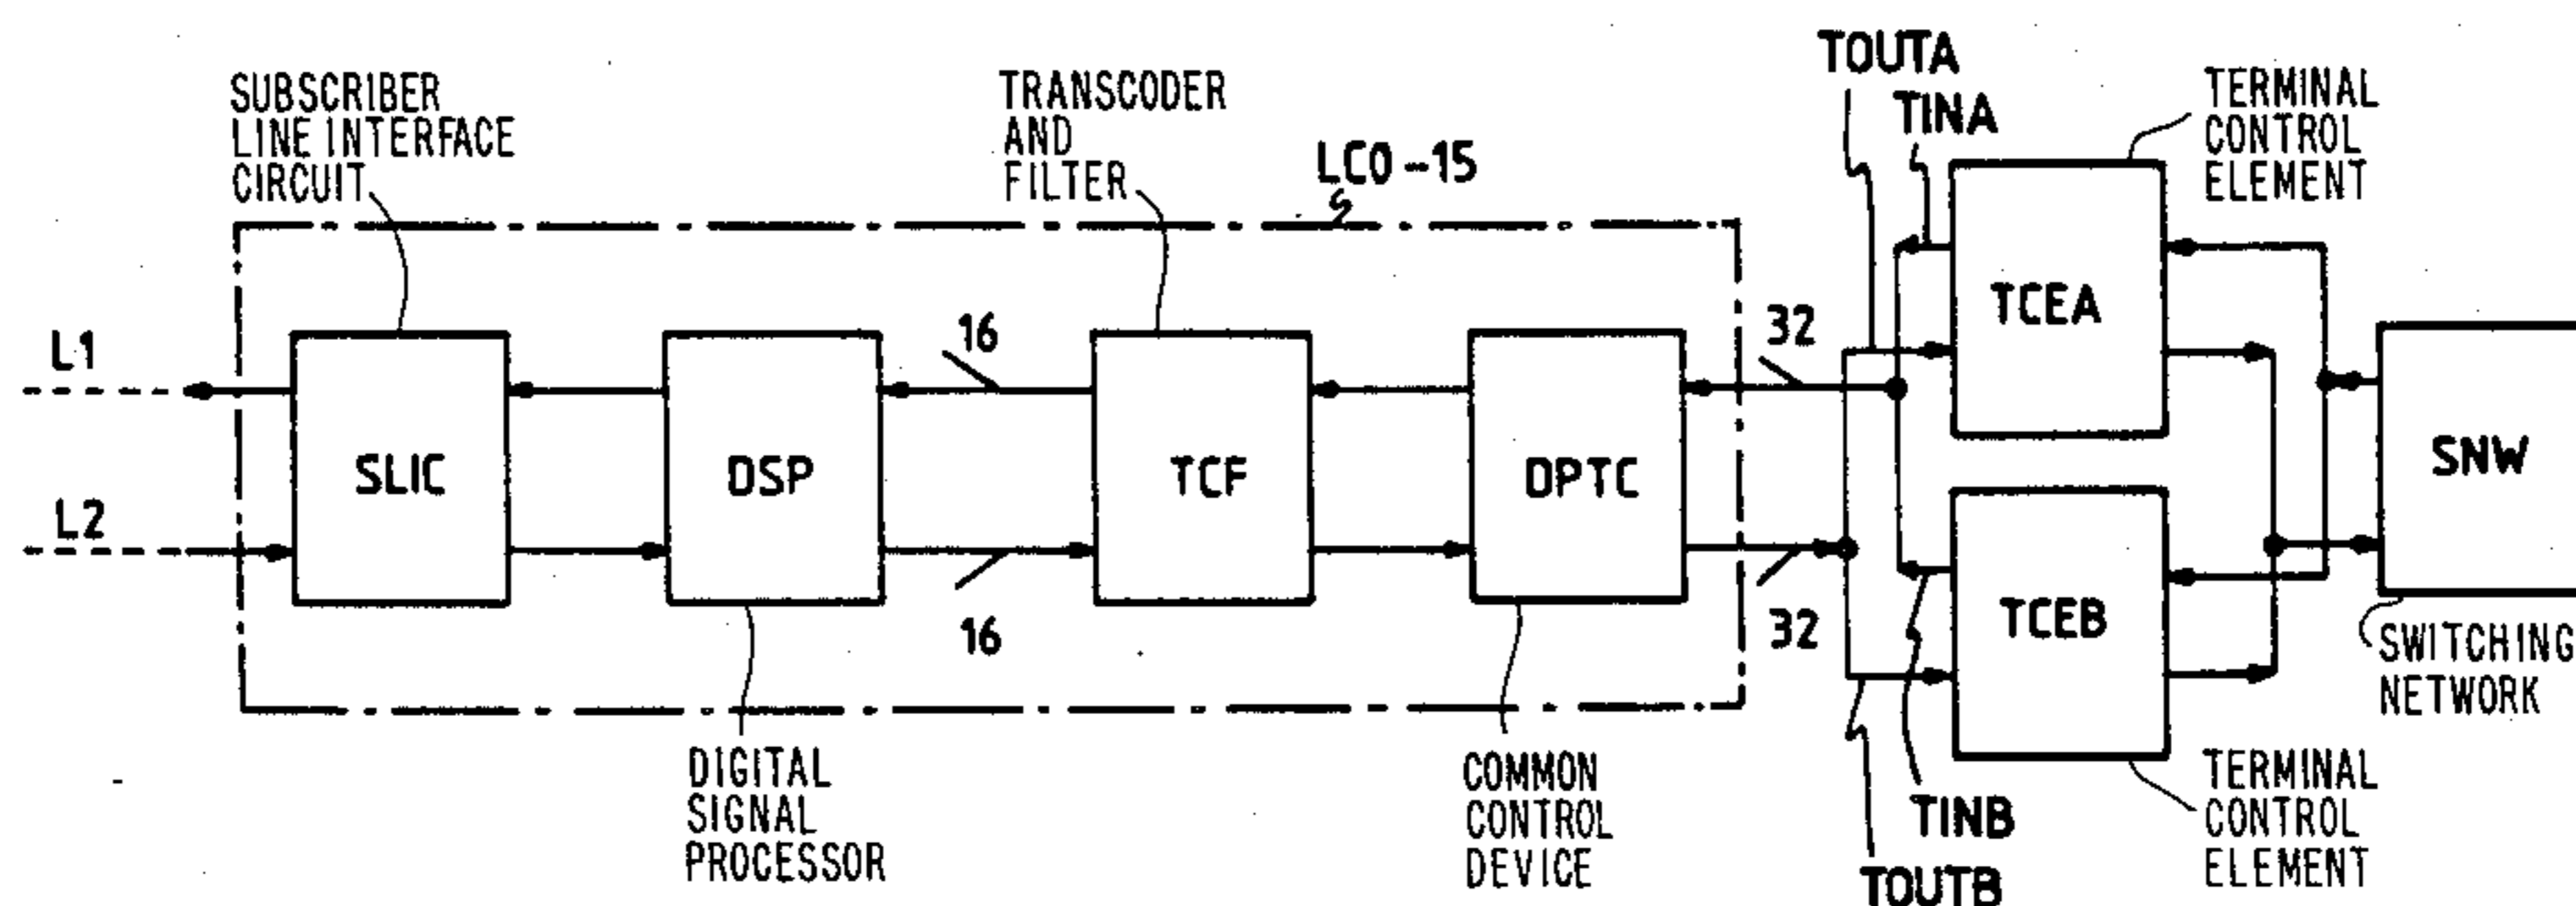 TOUTA
TINA
SUBSCRIBER
LINE INTERFACE
CIRCUIT
TRANSCODER
AND
FILTER
LC0-15
TERMINAL
CONTROL
ELEMENT
L1
L2
SLIC
DSP
16
16
TCF
DPTC
32
32
TCEA
TCEB
SNW
SWITCHING
NETWORK
DIGITAL
SIGNAL
PROCESSOR
COMMON
CONTROL
DEVICE
TINB
TOUTB
TERMINAL
CONTROL
ELEMENT